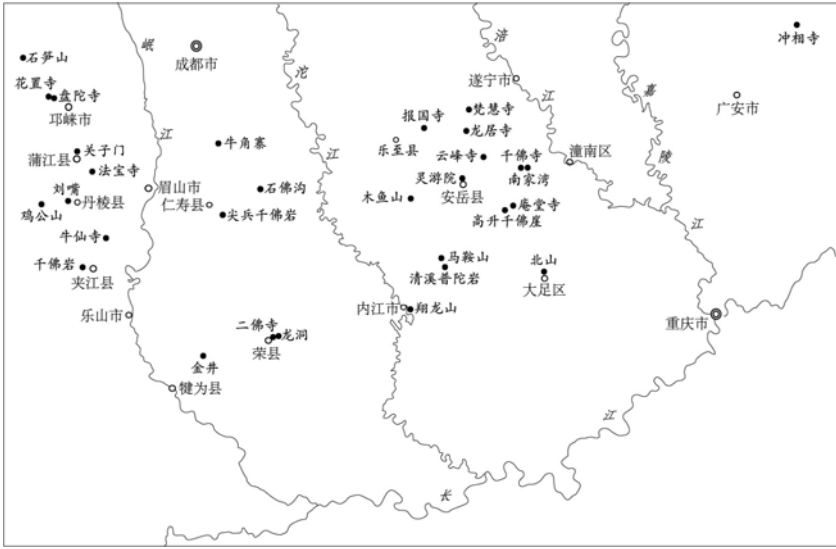 冲相寺
岷
石笋山
成都市
沱
涪
花置寺
盘陀寺
邛崃市
遂宁市
嘉
广安市
报国寺
梵慧寺
江
江
龙居寺
牛角寨
乐至县
关子门
江
蒲江县
云峰寺
千佛寺
潼南区
陵
法宝寺
灵游院
南家湾
眉山市
石佛沟
刘嘴
安岳县
丹棱县
仁寿县
木鱼山
庵堂寺
鸡公山
尖兵千佛岩
高升千佛崖
江
牛仙寺
马鞍山
北山
千佛岩
清溪普陀岩
夹江县
大足区
内江市
翔龙山
乐山市
重庆市
二佛寺
龙洞
荣县
金井
犍为县
江
长